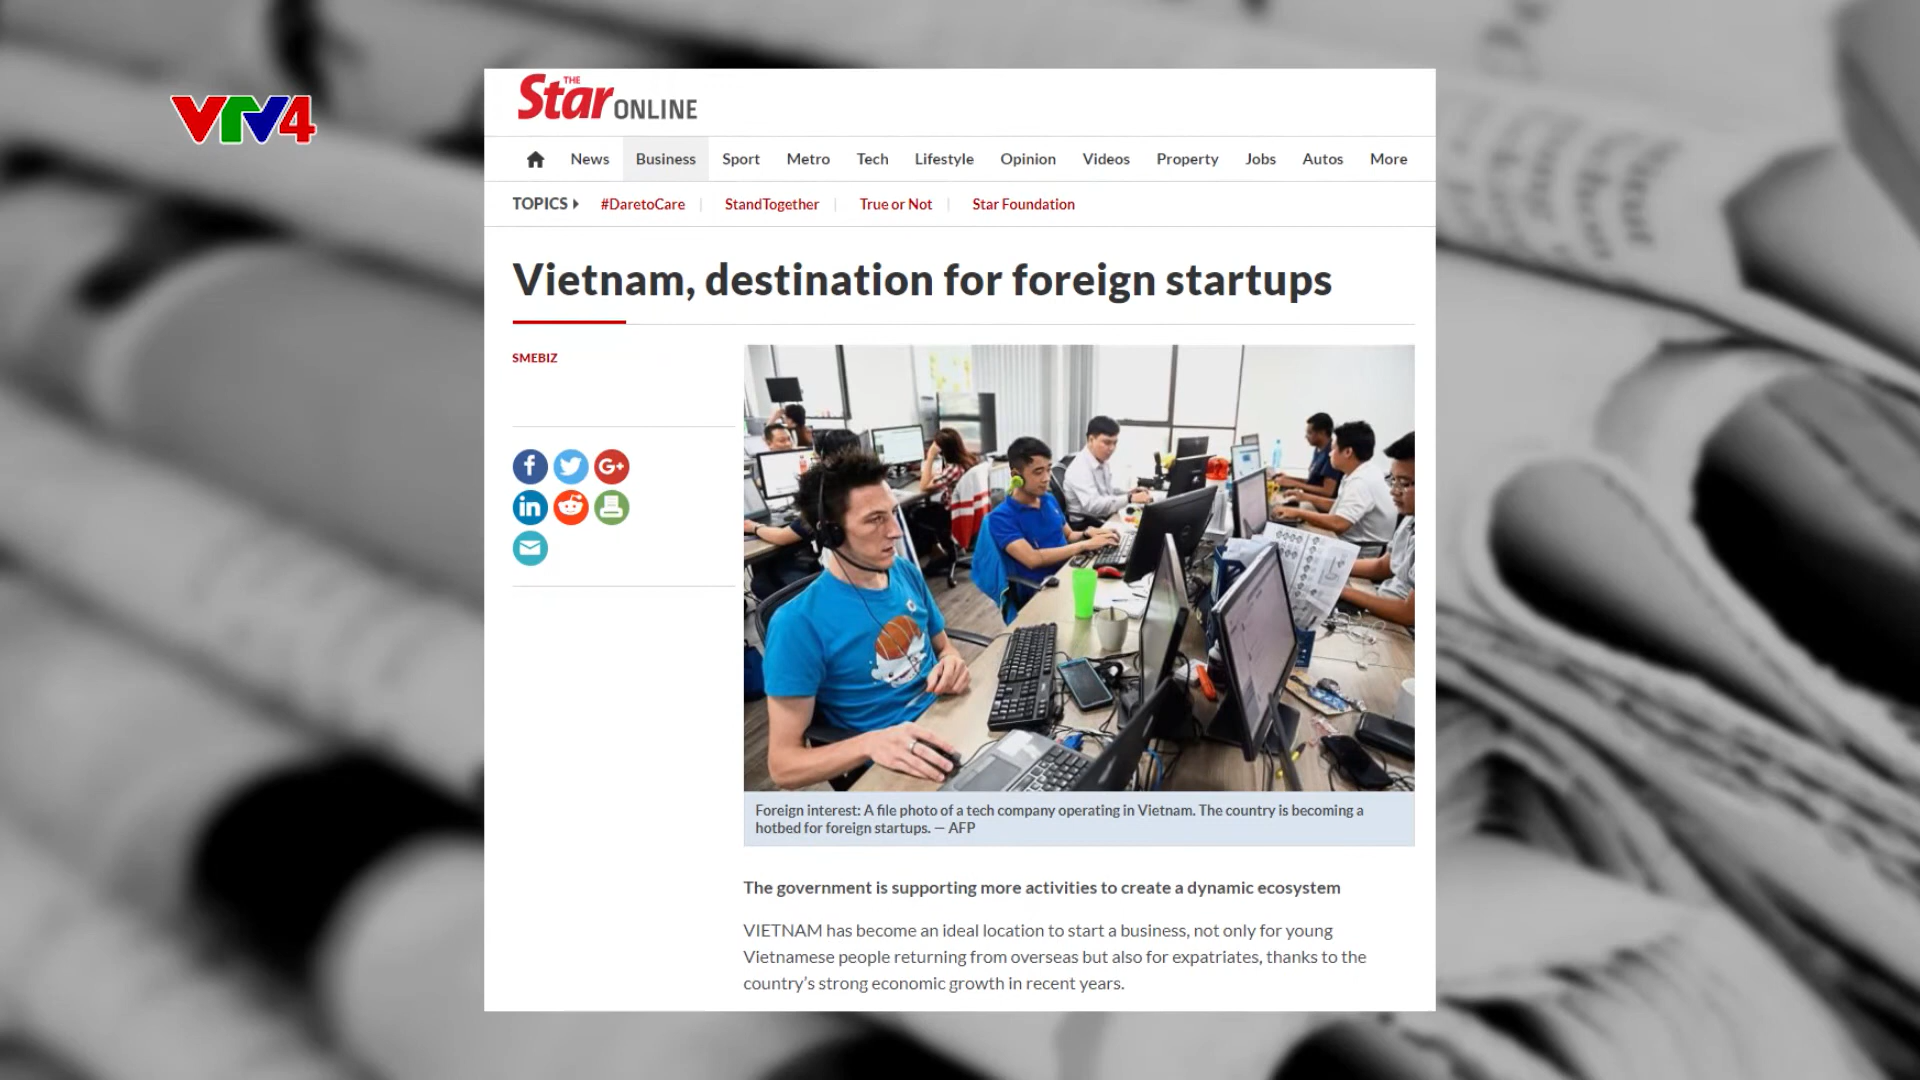 VTV4
THE
Star ONLINE
News Business Sport Metro Tech Lifestyle Opinion Videos Property Jobs Autos More
TOPICS #DaretoCare StandTogether True or Not Star Foundation
Vietnam, destination for foreign startups
SMEBIZ
Foreign interest: A file photo of a tech company operating in Vietnam. The country is becoming a
hotbed for foreign startups. — AFP
The government is supporting more activities to create a dynamic ecosystem
VIETNAM has become an ideal location to start a business, not only for young
Vietnamese people returning from overseas but also for expatriates, thanks to the
country's strong economic growth in recent years.